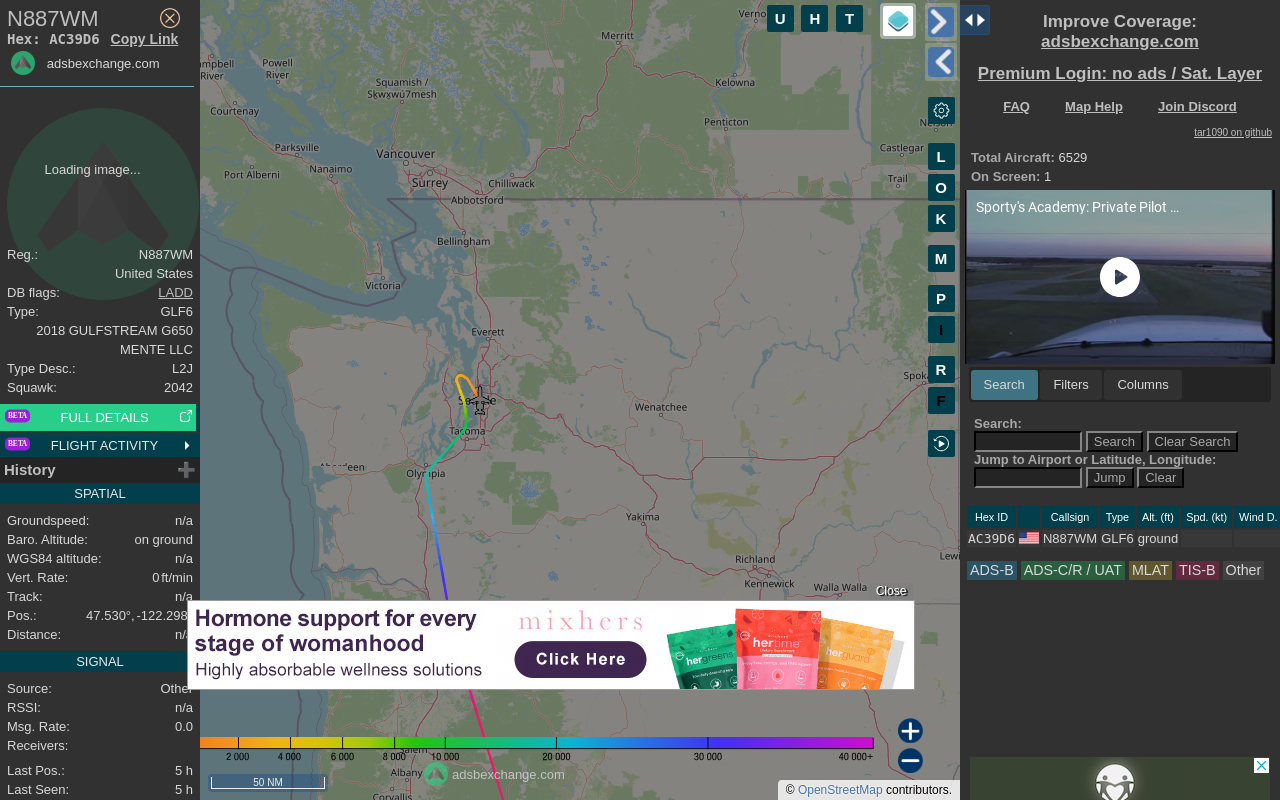 N887WM
Hex: AC39D6 Copy Link
adsbexchange.com
Loading image...
Reg.: N887WM
United States
DB flags: LADD
Type: GLF6
2018 GULFSTREAM G650
MENTE LLC
Type Desc.: L2J
Squawk: 2042
BETA FULL DETAILS
BETA FLIGHT ACTIVITY
History
SPATIAL
Groundspeed: n/a
Baro. Altitude: on ground
WGS84 altitude: n/a
Vert. Rate: 0 ft/min
Track: n/a
Pos.: 47.530°, -122.298
Distance: n/a
SIGNAL
Source: Other
RSSI: n/a
Msg. Rate: 0.0
Receivers:
Last Pos.: 5 h
Last Seen: 5 h
U H T
L
O
K
M
P
I
R
F
Merritt
Powell
River
Campbell
River
Squamish /
Sḵwx̱wú7mesh
Kelowna
Courtenay
Penticton
Parksville
Vancouver
Nanaimo
Castlegar
Port Alberni
Surrey
Chilliwack
Trail
Abbotsford
Bellingham
Victoria
Everett
Seattle
Wenatchee
Tacoma
Aberdeen
Olympia
Yakima
Richland
Kennewick
Walla Walla
Close
Hormone support for every
stage of womanhood
Highly absorbable wellness solutions
mixhers
Click Here
hergreens
hertime
herguard
2 000 4 000 6 000 8 000 10 000 20 000 30 000 40 000+
Salem
Albany
adsbexchange.com
50 NM
Corvallis
© OpenStreetMap contributors.
Improve Coverage:
adsbexchange.com
Premium Login: no ads / Sat. Layer
FAQ Map Help Join Discord
tar1090 on github
Total Aircraft: 6529
On Screen: 1
Sporty's Academy: Private Pilot ...
Search Filters Columns
Search:
Search Clear Search
Jump to Airport or Latitude, Longitude:
Jump Clear
Hex ID Callsign Type Alt. (ft) Spd. (kt) Wind D.
AC39D6 N887WM GLF6 ground
ADS-B ADS-C/R / UAT MLAT TIS-B Other